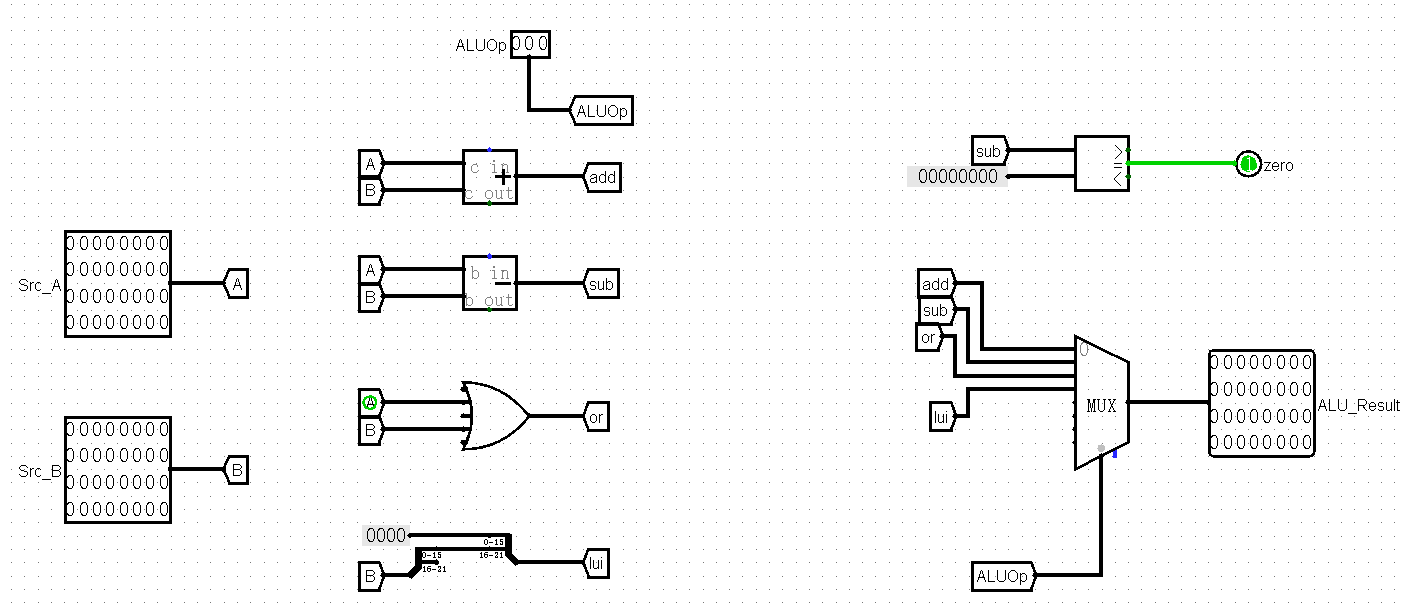 ALUOp 000
ALUOp
A
B
c in
+
c out
add
sub
00000000
>
=
<
1
zero
Src_A
00000000
00000000
00000000
00000000
A
A
B
b in
−
b out
sub
add
sub
or
0
MUX
00000000
00000000
00000000
00000000
ALU_Result
A
B
or
lui
Src_B
00000000
00000000
00000000
00000000
B
0000
0-15
16-21
0-15
16-21
B
lui
ALUOp